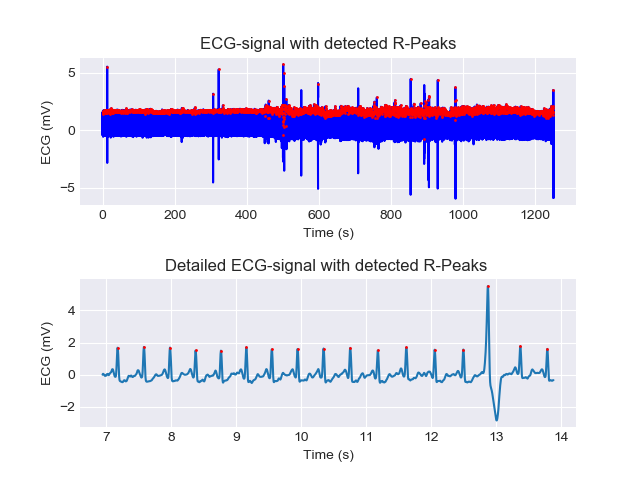 ECG-signal with detected R-Peaks
5
0
−5
ECG (mV)
0 200 400 600 800 1000 1200
Time (s)
Detailed ECG-signal with detected R-Peaks
4
2
0
−2
ECG (mV)
7 8 9 10 11 12 13 14
Time (s)